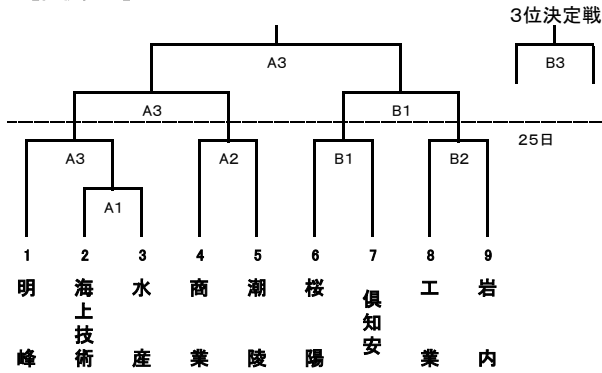 3位決定戦
A3
B3
A3
B1
25日
A3
A2
B1
B2
A1
1 2 3 4 5 6 7 8 9
明峰
海上技術
水産
商業
潮陵
桜陽
倶知安
工業
岩内